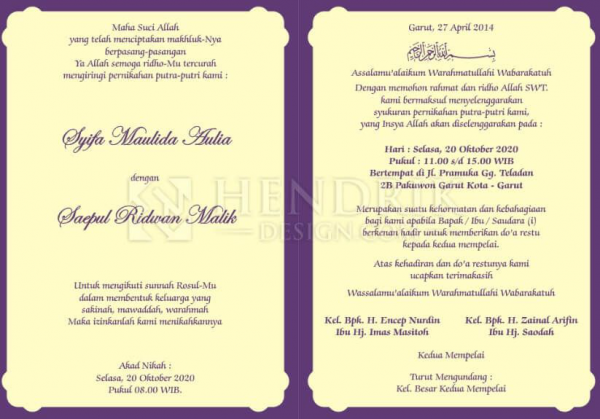 Maha Suci Allah
yang telah menciptakan makhluk-Nya
berpasang-pasangan
Ya Allah semoga ridho-Mu tercurah
mengiringi pernikahan putra-putri kami :
Syifa Maulida Aulia
dengan
Saepul Ridwan Malik
Untuk mengikuti sunnah Rosul-Mu
dalam membentuk keluarga yang
sakinah, mawaddah, warahmah
Maka izinkanlah kami menikahkannya
Akad Nikah :
Selasa, 20 Oktober 2020
Pukul 08.00 WIB.
Garut, 27 April 2014
بِسْمِ اللهِ الرَّحْمٰنِ الرَّحِيْمِ
Assalamu'alaikum Warahmatullahi Wabarakatuh
Dengan memohon rahmat dan ridho Allah SWT.
kami bermaksud menyelenggarakan
syukuran pernikahan putra-putri kami,
yang Insya Allah akan diselenggarakan pada :
Hari : Selasa, 20 Oktober 2020
Pukul : 11.00 s/d 15.00 WIB
Bertempat di Jl. Pramuka Gg. Teladan
2B Pakuwon Garut Kota - Garut
Merupakan suatu kehormatan dan kebahagiaan
bagi kami apabila Bapak / Ibu / Saudara (i)
berkenan hadir untuk memberikan do'a restu
kepada kedua mempelai.
Atas kehadiran dan do'a restunya kami
ucapkan terimakasih
Wassalamu'alaikum Warahmatullahi Wabarakatuh
Kel. Bpk. H. Encep Nurdin
Ibu Hj. Imas Masitoh
Kel. Bpk. H. Zainal Arifin
Ibu Hj. Saodah
Kedua Mempelai
Turut Mengundang :
Kel. Besar Kedua Mempelai
HENDRIK
DESIGN.CO